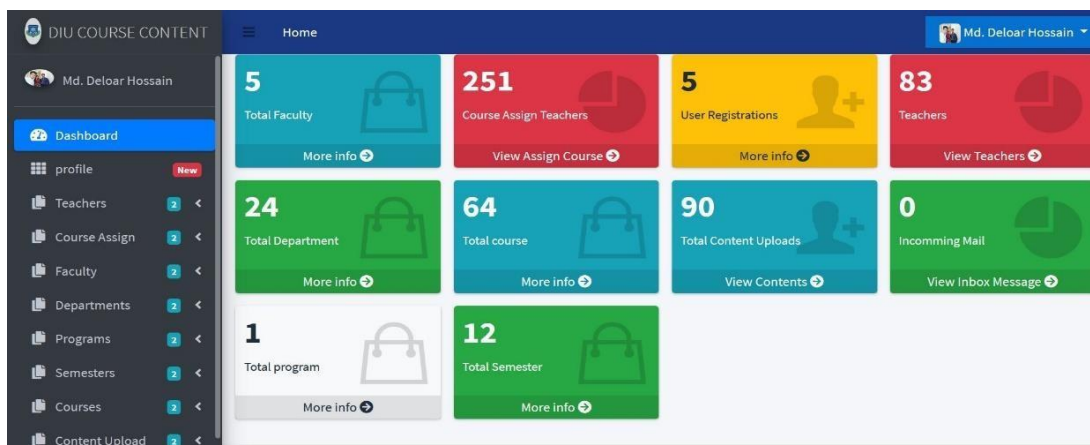 DIU COURSE CONTENT
Home
Md. Deloar Hossain
Md. Deloar Hossain
Dashboard
profile New
Teachers 2
Course Assign 2
Faculty 2
Departments 2
Programs 2
Semesters 2
Courses 2
Content Upload 2
5
Total Faculty
More info
251
Course Assign Teachers
View Assign Course
5
User Registrations
More info
83
Teachers
View Teachers
24
Total Department
More info
64
Total course
More info
90
Total Content Uploads
View Contents
0
Incomming Mail
View Inbox Message
1
Total program
More info
12
Total Semester
More info